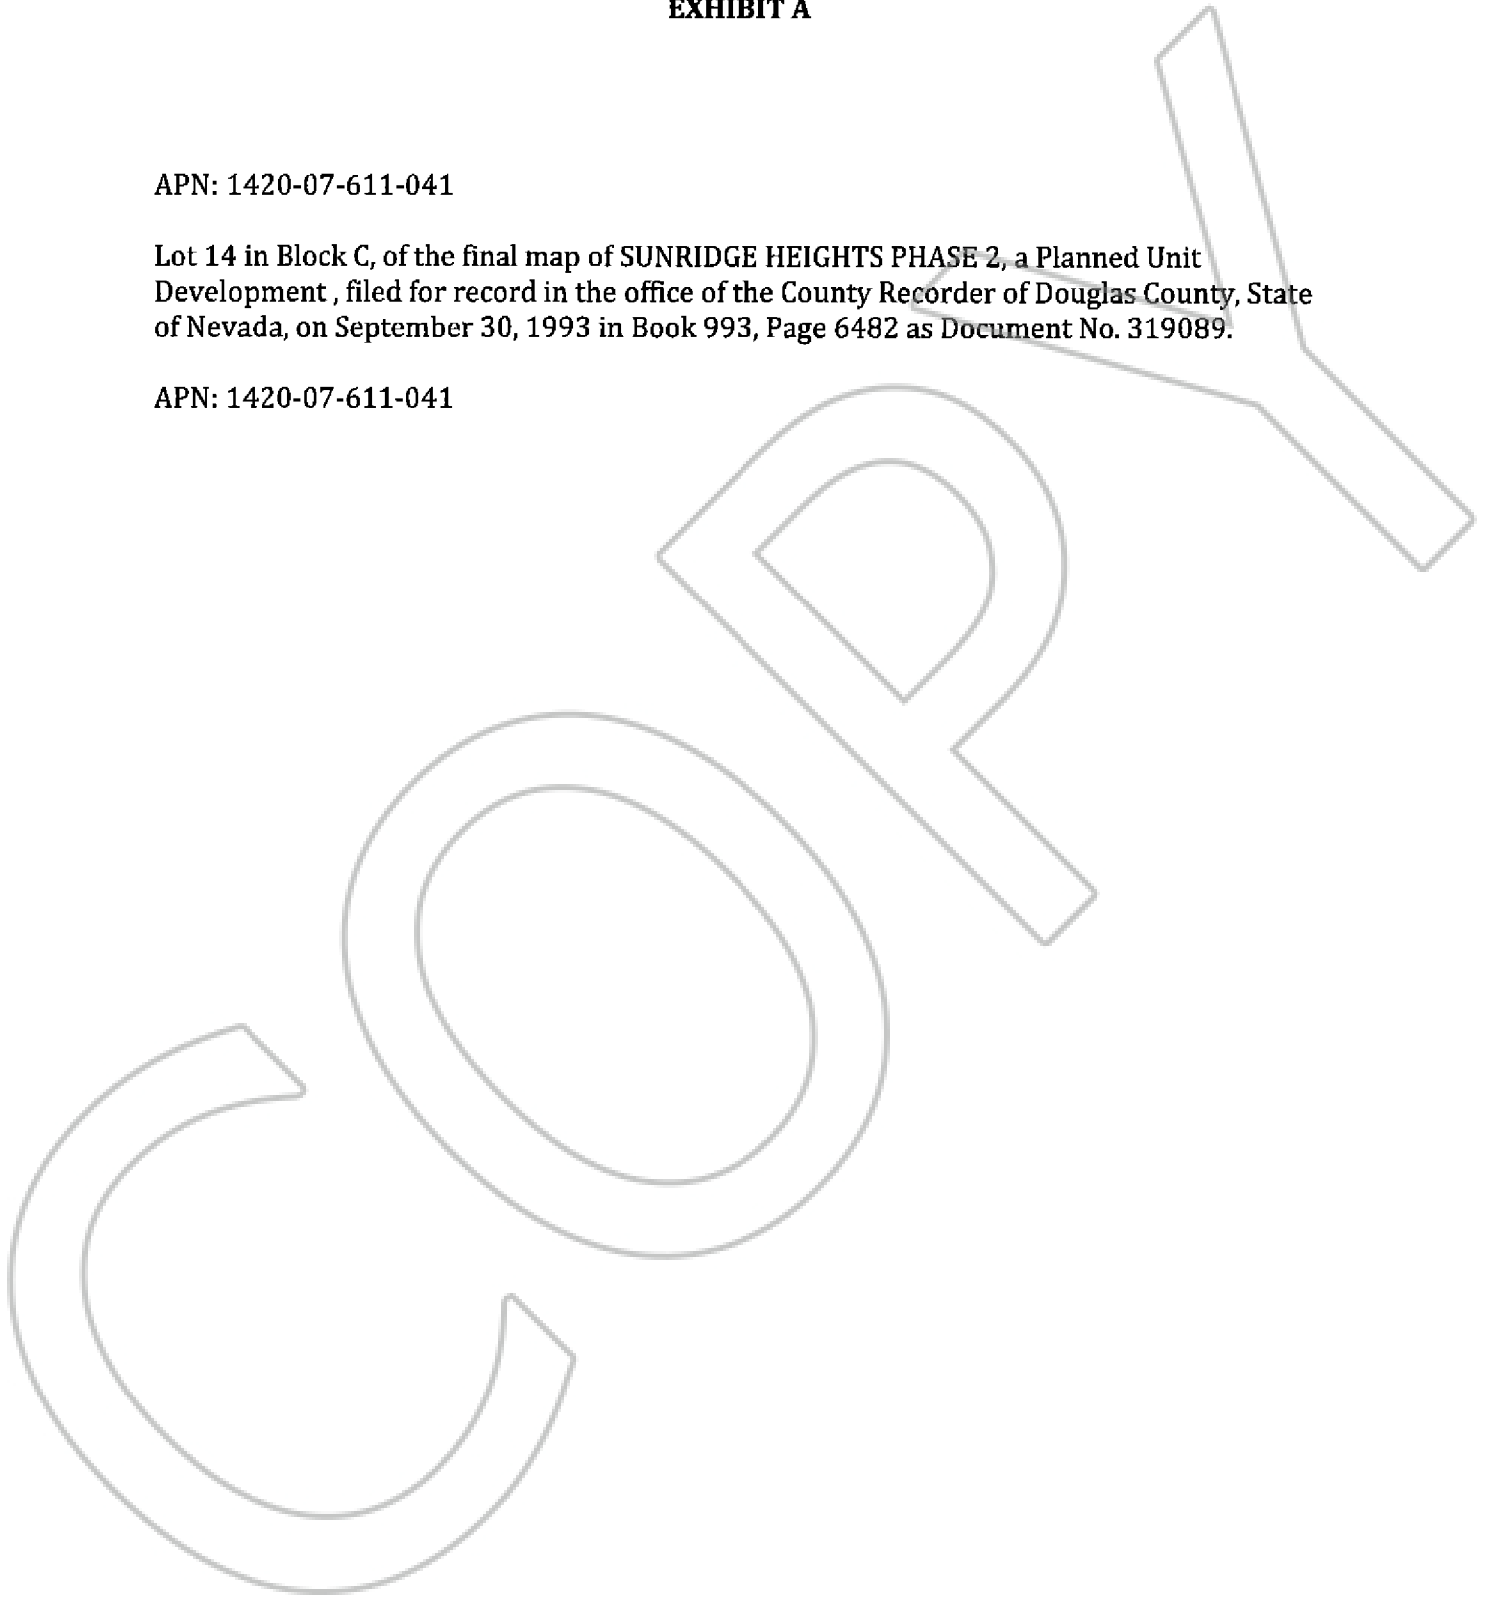 EXHIBIT A
APN: 1420-07-611-041
Lot 14 in Block C, of the final map of SUNRIDGE HEIGHTS PHASE 2, a Planned Unit
Development , filed for record in the office of the County Recorder of Douglas County, State
of Nevada, on September 30, 1993 in Book 993, Page 6482 as Document No. 319089.
APN: 1420-07-611-041
COPY